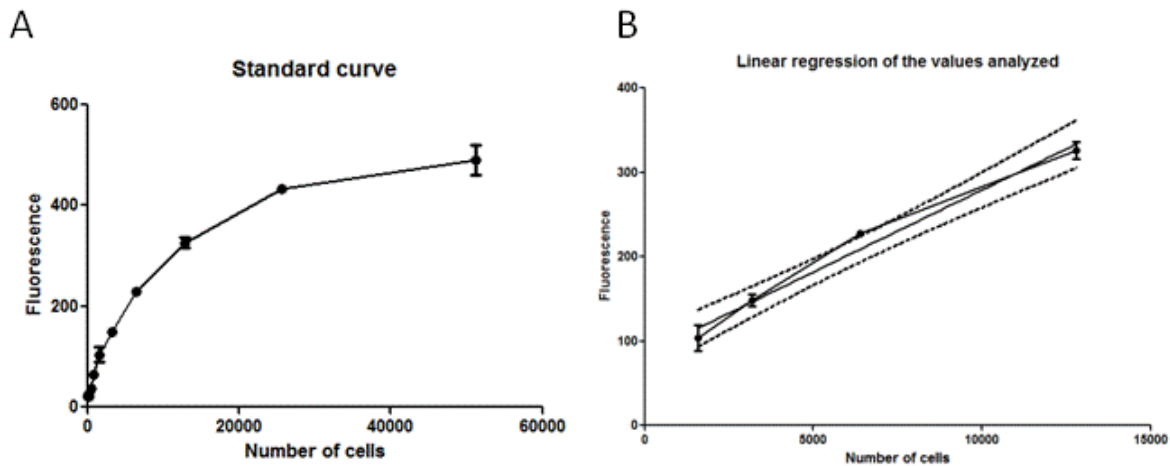 A
Standard curve
600
400
200
0
Fluorescence
0 20000 40000 60000
Number of cells
B
Linear regression of the values analyzed
400
300
200
100
0
Fluorescence
0 5000 10000 15000
Number of cells